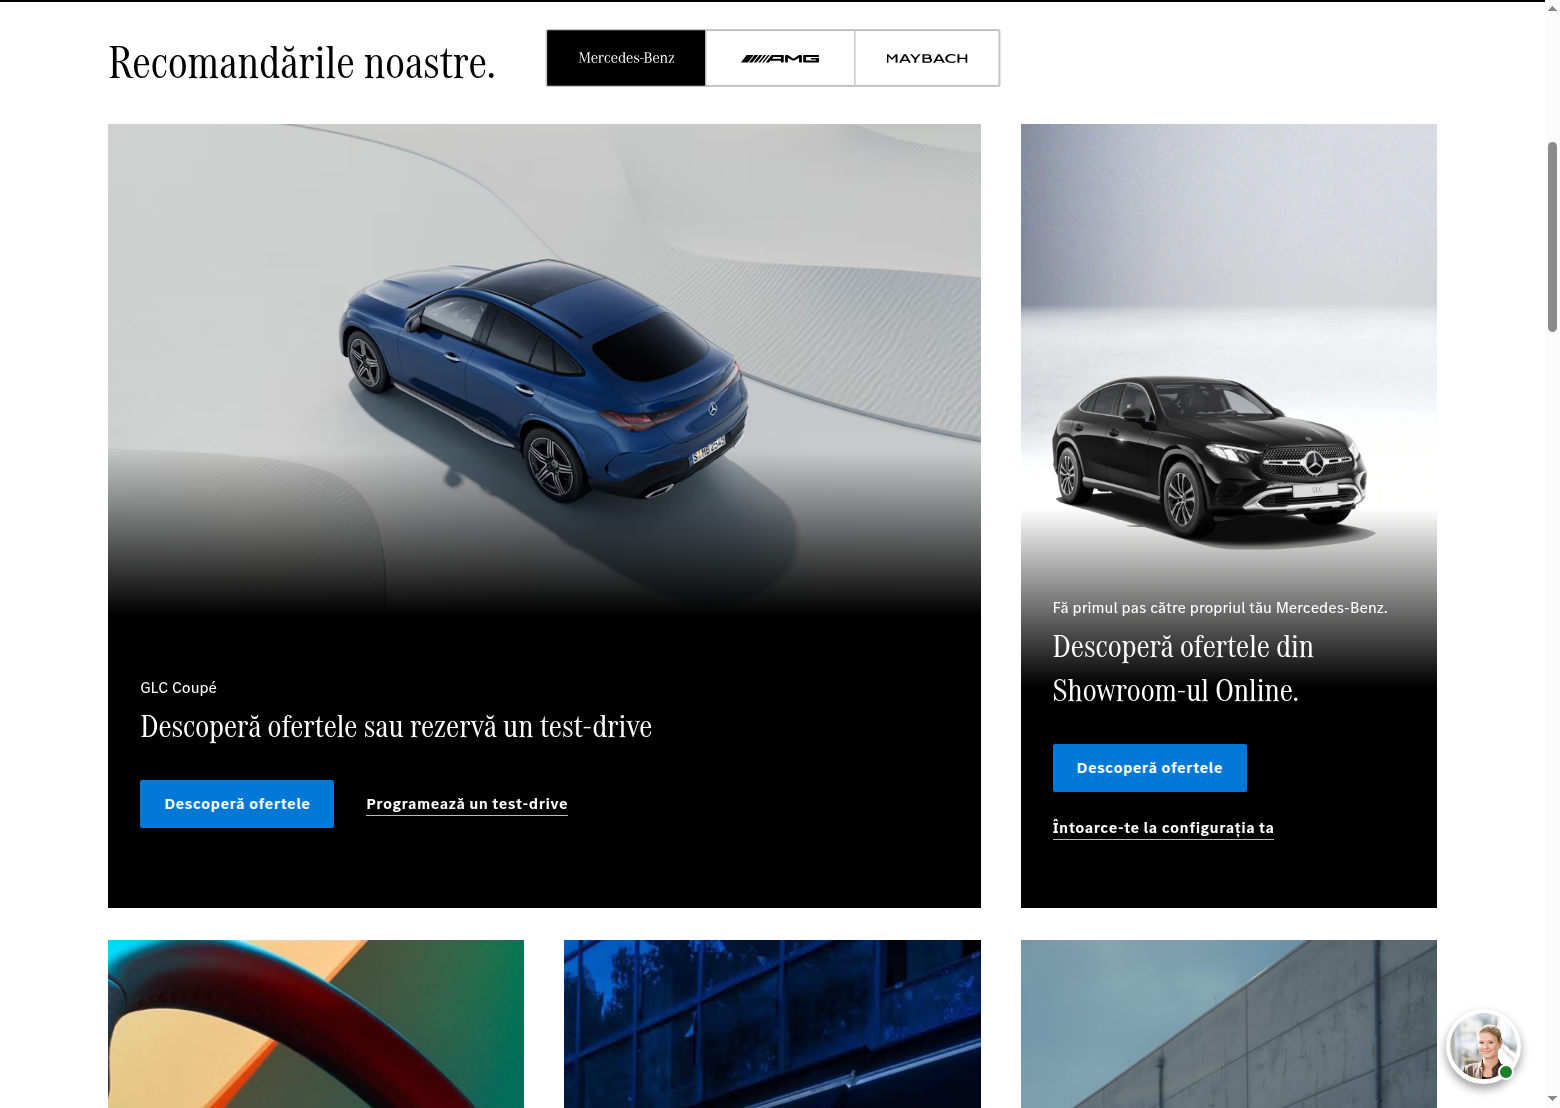 Recomandările noastre.
Mercedes-Benz
AMG
MAYBACH
GLC Coupé
Descoperă ofertele sau rezervă un test-drive
Descoperă ofertele
Programează un test-drive
Fă primul pas către propriul tău Mercedes-Benz.
Descoperă ofertele din
Showroom-ul Online.
Descoperă ofertele
Întoarce-te la configurația ta